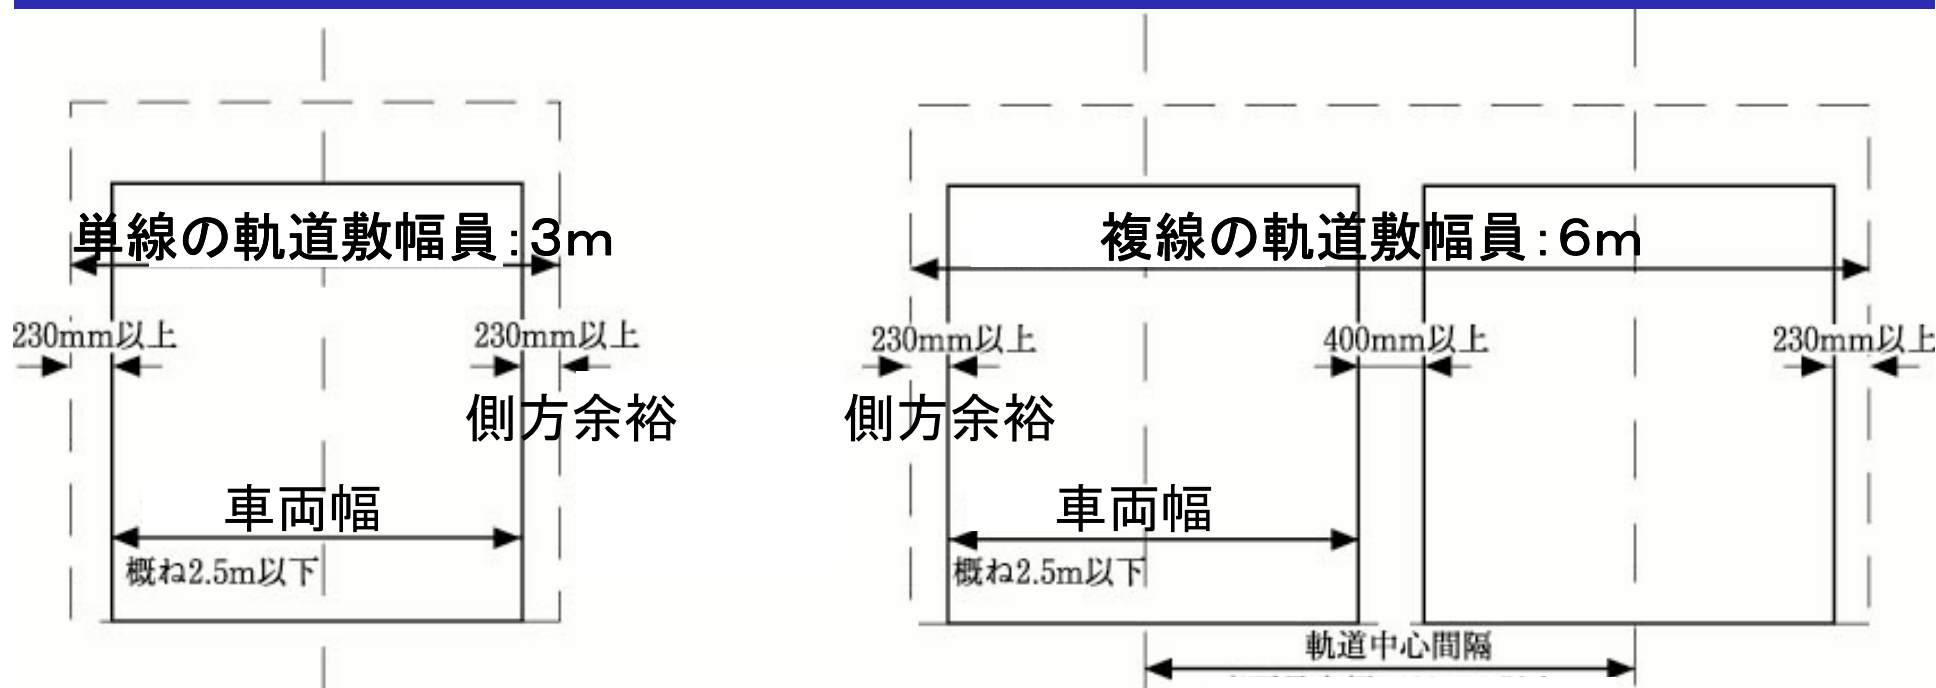 単線の軌道敷幅員:3m
230mm以上
230mm以上
側方余裕
車両幅
概ね2.5m以下
複線の軌道敷幅員:6m
230mm以上
400mm以上
230mm以上
側方余裕
車両幅
概ね2.5m以下
軌道中心間隔